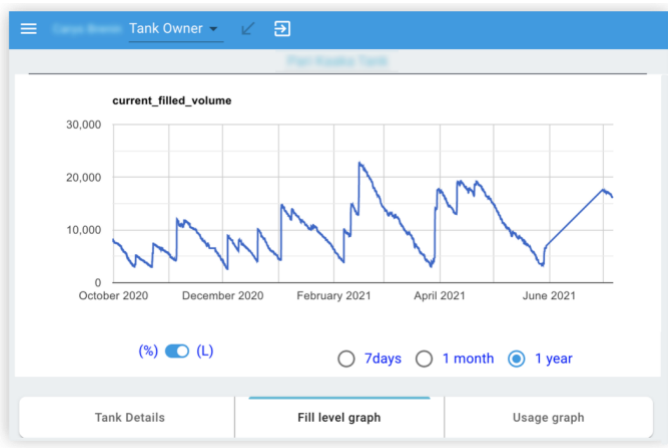 Tank Owner
current_filled_volume
30,000
20,000
10,000
0
October 2020 December 2020 February 2021 April 2021 June 2021
(%) (L) 7days 1 month 1 year
Tank Details Fill level graph Usage graph